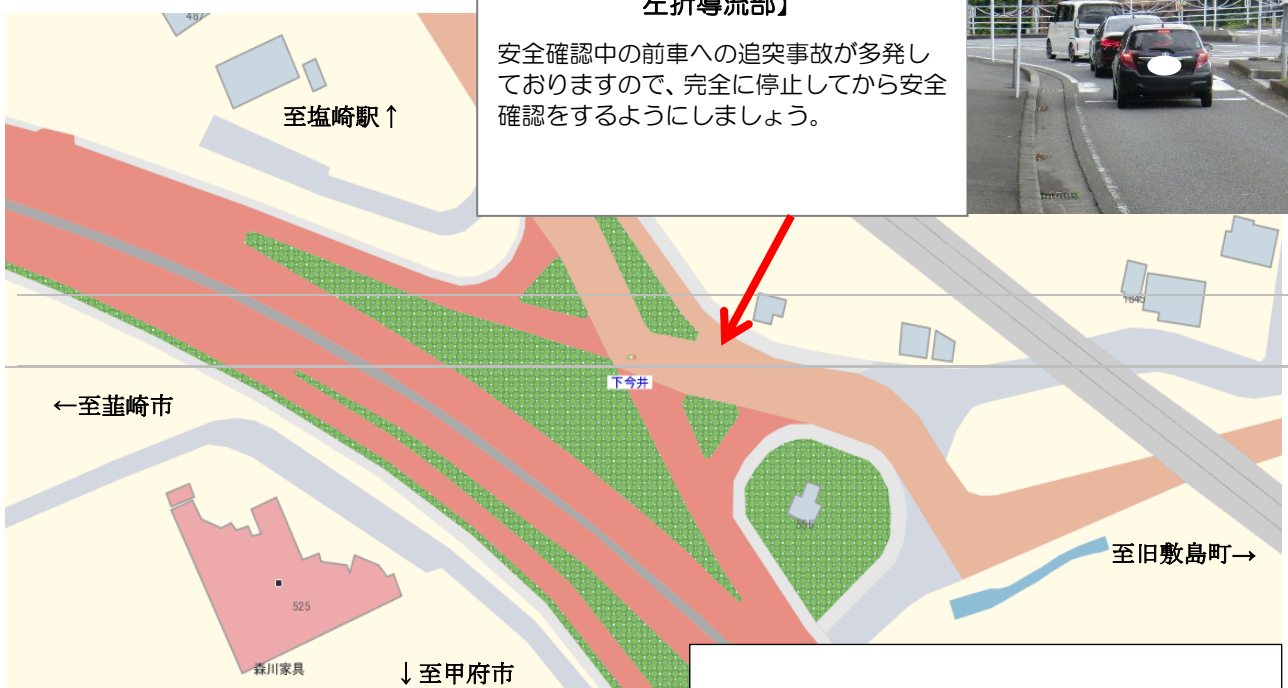 左折導流部】
安全確認中の前車への追突事故が多発し
ておりますので、完全に停止してから安全
確認をするようにしましょう。
487
至塩崎駅↑
1845
下今井
←至韮崎市
至旧敷島町→
525
森川家具
↓至甲府市